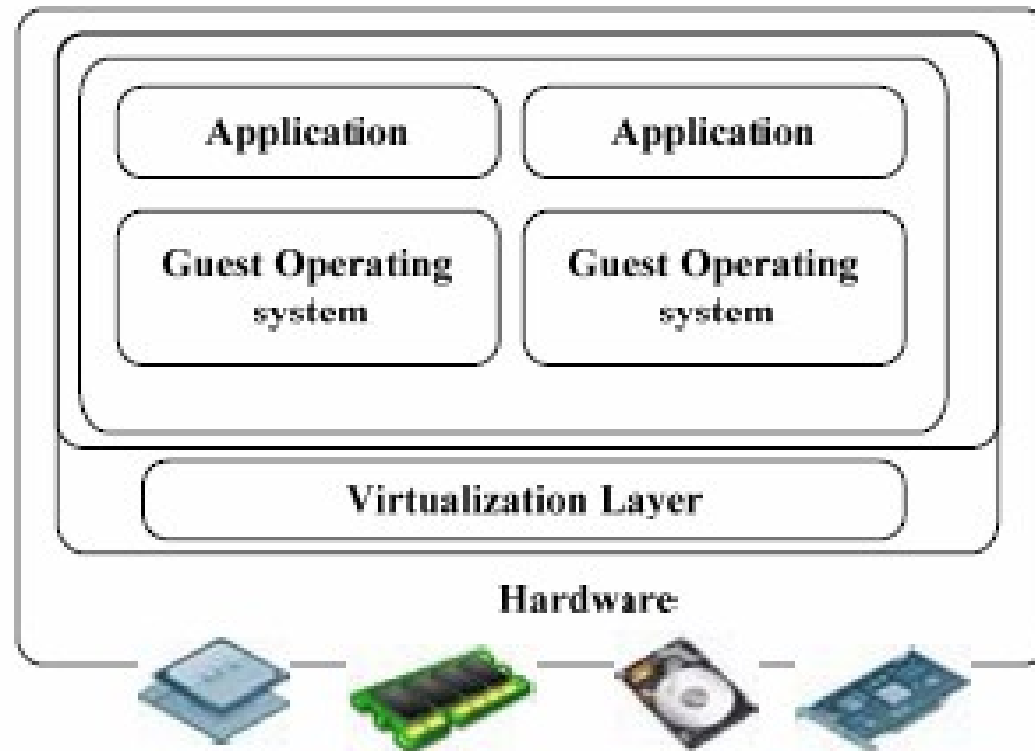 Application
Application
Guest Operating
system
Guest Operating
system
Virtualization Layer
Hardware